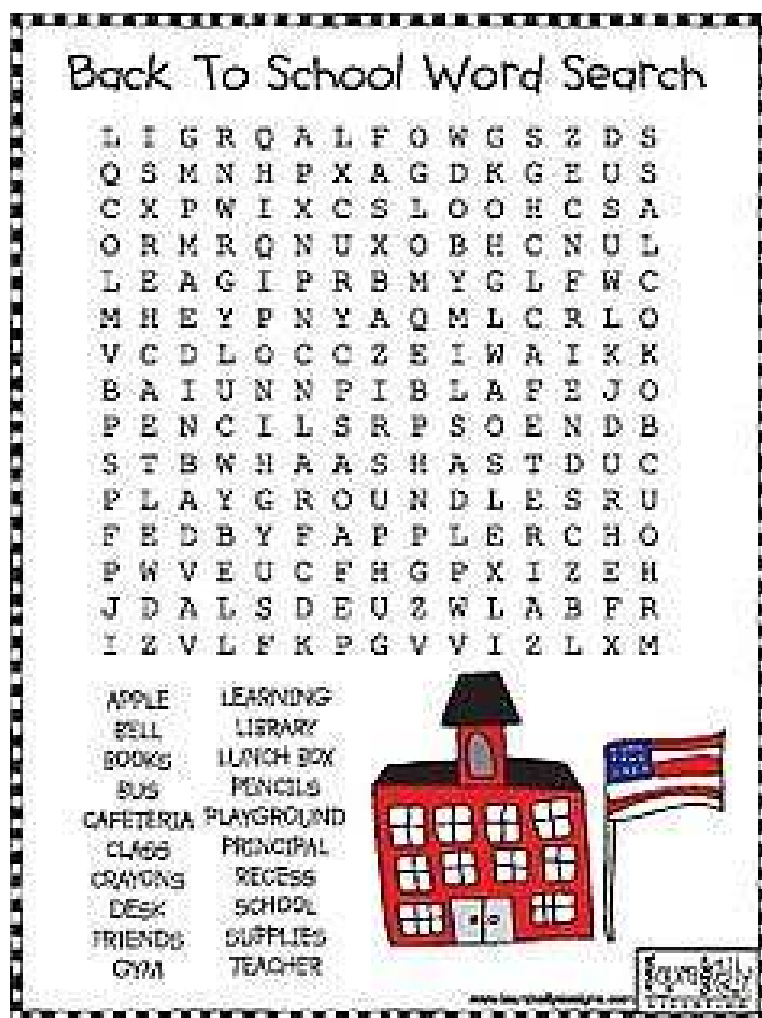 Back To School Word Search
L I G R Q A L F O W G S Z D S
Q S M N H P X A G D K G E U S
C X P W I X C S L O O H C S A
O R M R Q N U X O B H C N U L
L E A G I P R B M Y G L F W C
M H E Y P N Y A Q M L C R L O
V C D L O C C Z E I W A I K K
B A I U N N P I B L A F E J O
P E N C I L S R P S O E N D B
S T B W H A A S H A S T D U C
P L A Y G R O U N D L E S R U
F E D B Y F A P P L E R C H O
P W V E U C F H G P X I Z E H
J D A L S D E U Z W L A B F R
I Z V L F K P G V V I Z L X M
APPLE LEARNING
BELL LIBRARY
BOOKS LUNCH BOX
BUS PENCILS
CAFETERIA PLAYGROUND
CLASS PRINCIPAL
CRAYONS RECESS
DESK SCHOOL
FRIENDS SUPPLIES
GYM TEACHER